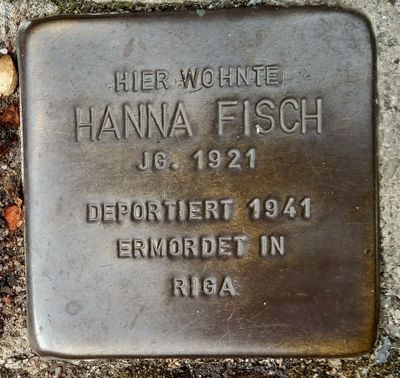 HIER WOHNTE
HANNA FISCH
JG. 1921
DEPORTIERT 1941
ERMORDET IN
RIGA